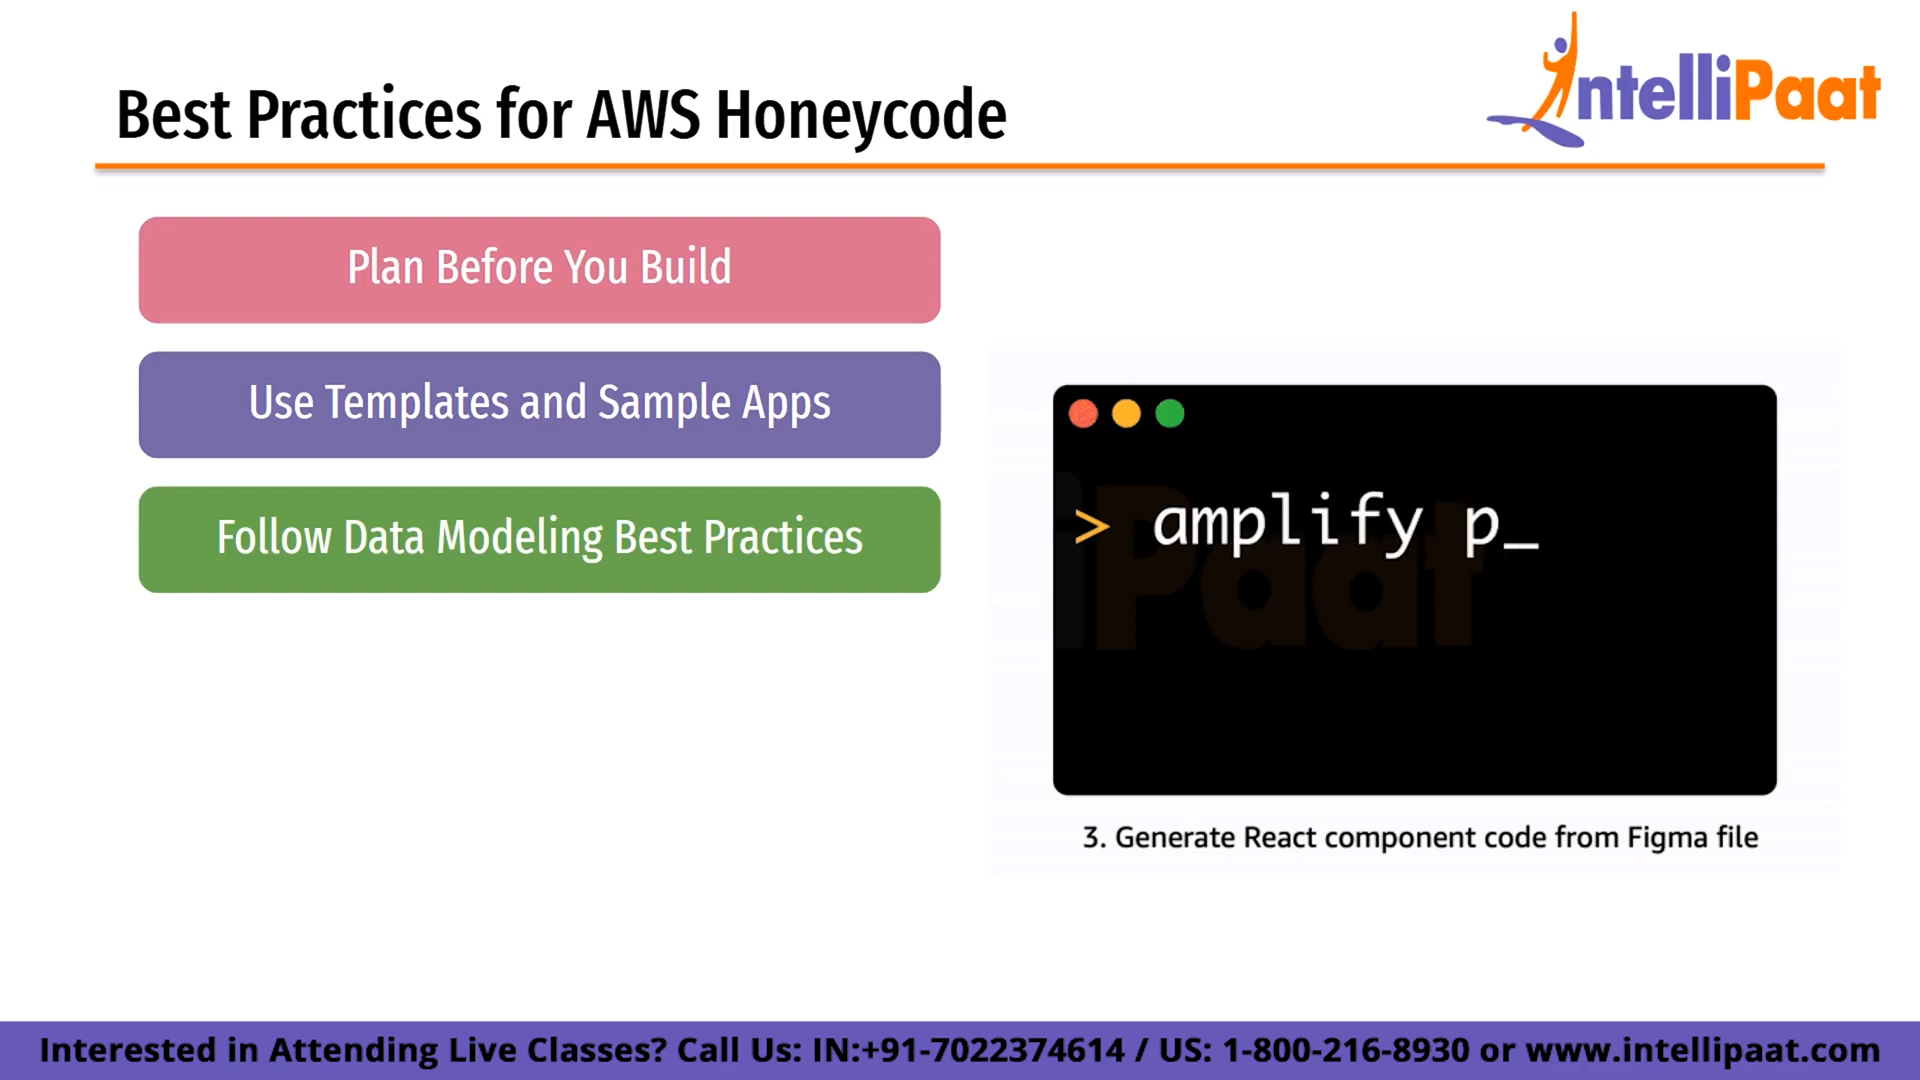 Best Practices for AWS Honeycode
IntelliPaat
Plan Before You Build
Use Templates and Sample Apps
Follow Data Modeling Best Practices
> amplify p_
3. Generate React component code from Figma file
Interested in Attending Live Classes? Call Us: IN:+91-7022374614 / US: 1-800-216-8930 or www.intellipaat.com